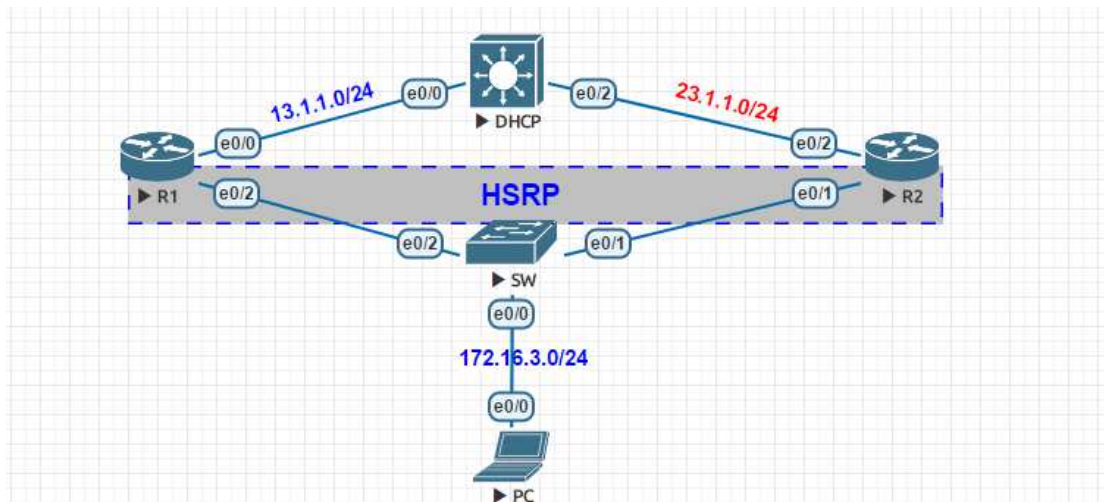 13.1.1.0/24
e0/0
e0/2
23.1.1.0/24
▶ DHCP
e0/0
e0/2
▶ R1
e0/2
HSRP
e0/1
▶ R2
e0/2
e0/1
▶ SW
e0/0
172.16.3.0/24
e0/0
▶ PC